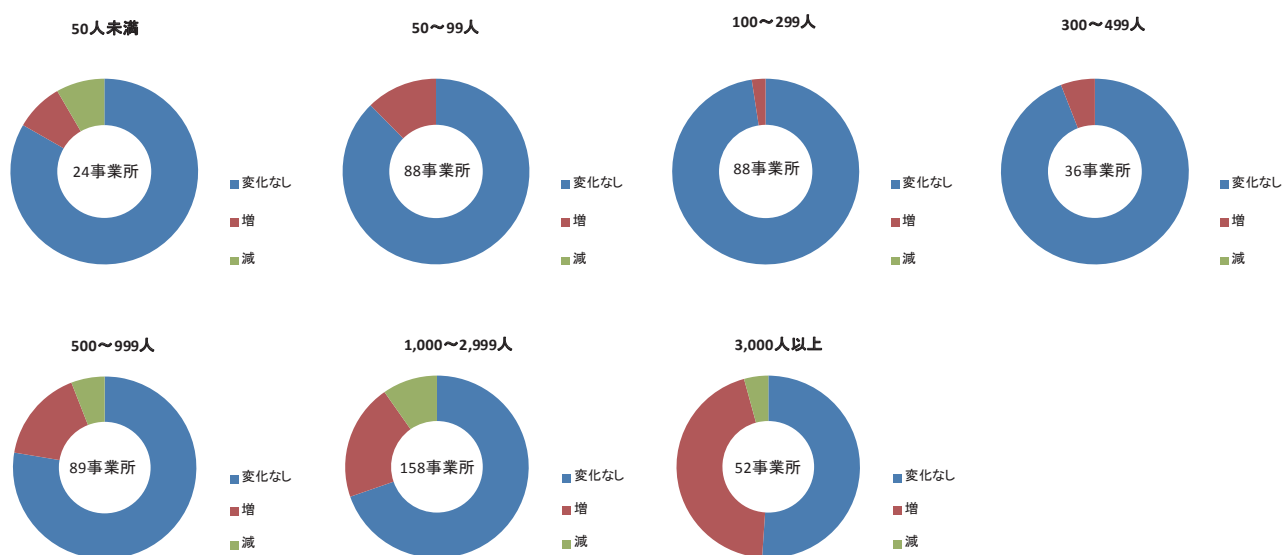 50人未満
24事業所
変化なし
増
減
50～99人
88事業所
変化なし
増
減
100～299人
88事業所
変化なし
増
減
300～499人
36事業所
変化なし
増
減
500～999人
89事業所
変化なし
増
減
1,000～2,999人
158事業所
変化なし
増
減
3,000人以上
52事業所
変化なし
増
減